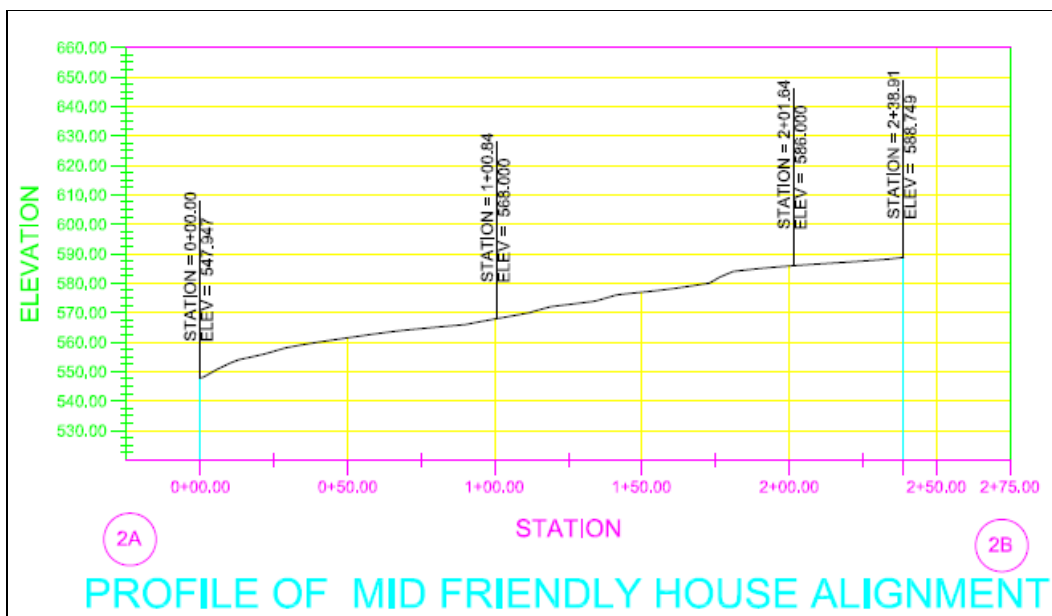 660.00
650.00
640.00
630.00
620.00
610.00
600.00
590.00
580.00
570.00
560.00
550.00
540.00
530.00
ELEVATION
STATION = 0+00.00
ELEV = 547.947
STATION = 1+00.84
ELEV = 568.000
STATION = 2+01.64
ELEV = 586.000
STATION = 2+38.91
ELEV = 588.749
0+00.00 0+50.00 1+00.00 1+50.00 2+00.00 2+50.00 2+75.00
STATION
2A
2B
PROFILE OF MID FRIENDLY HOUSE ALIGNMENT